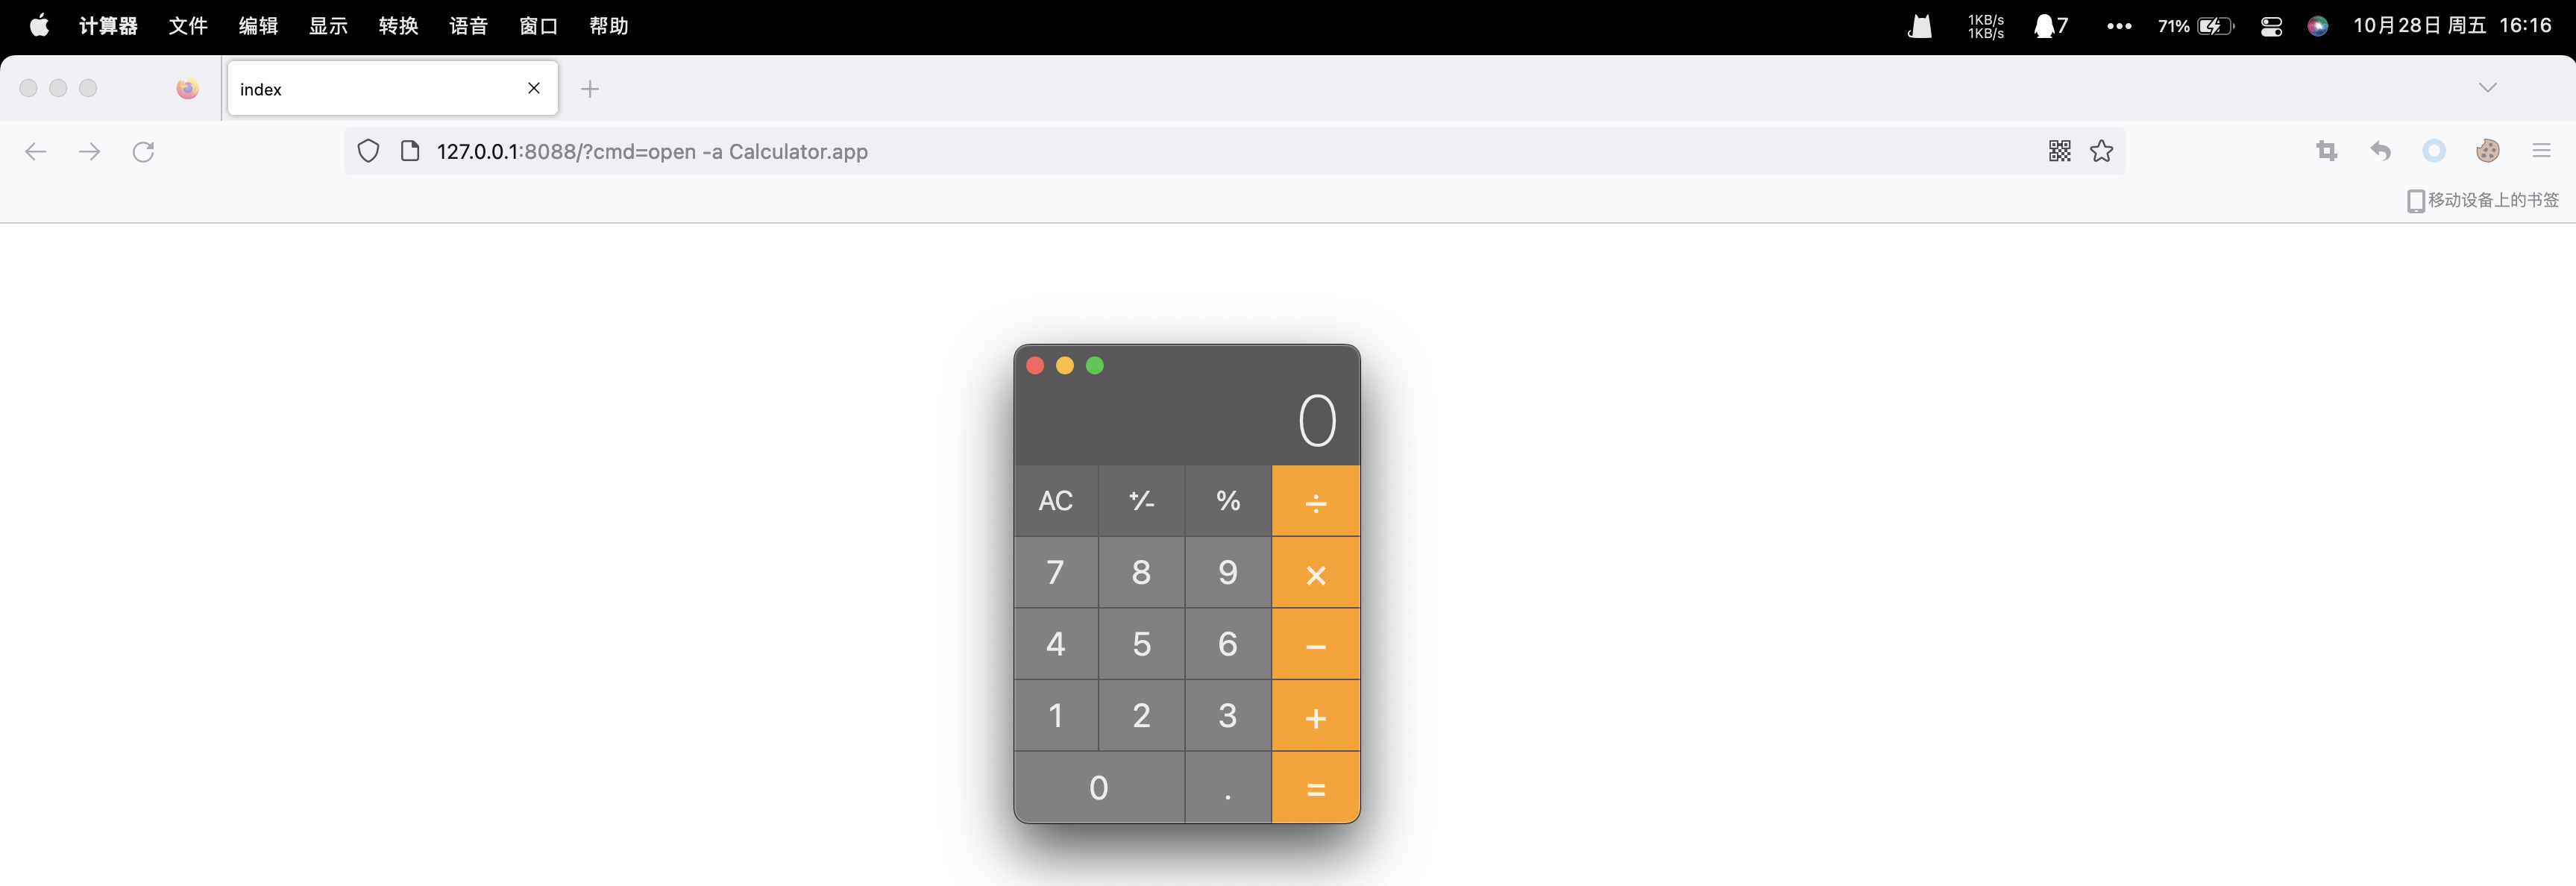 计算器 文件 编辑 显示 转换 语音 窗口 帮助 1KB/s 1KB/s 7 ••• 71% 10月28日 周五 16:16
index
127.0.0.1:8088/?cmd=open -a Calculator.app
移动设备上的书签
0
AC +/- % ÷
7 8 9 ×
4 5 6 −
1 2 3 +
0 . =